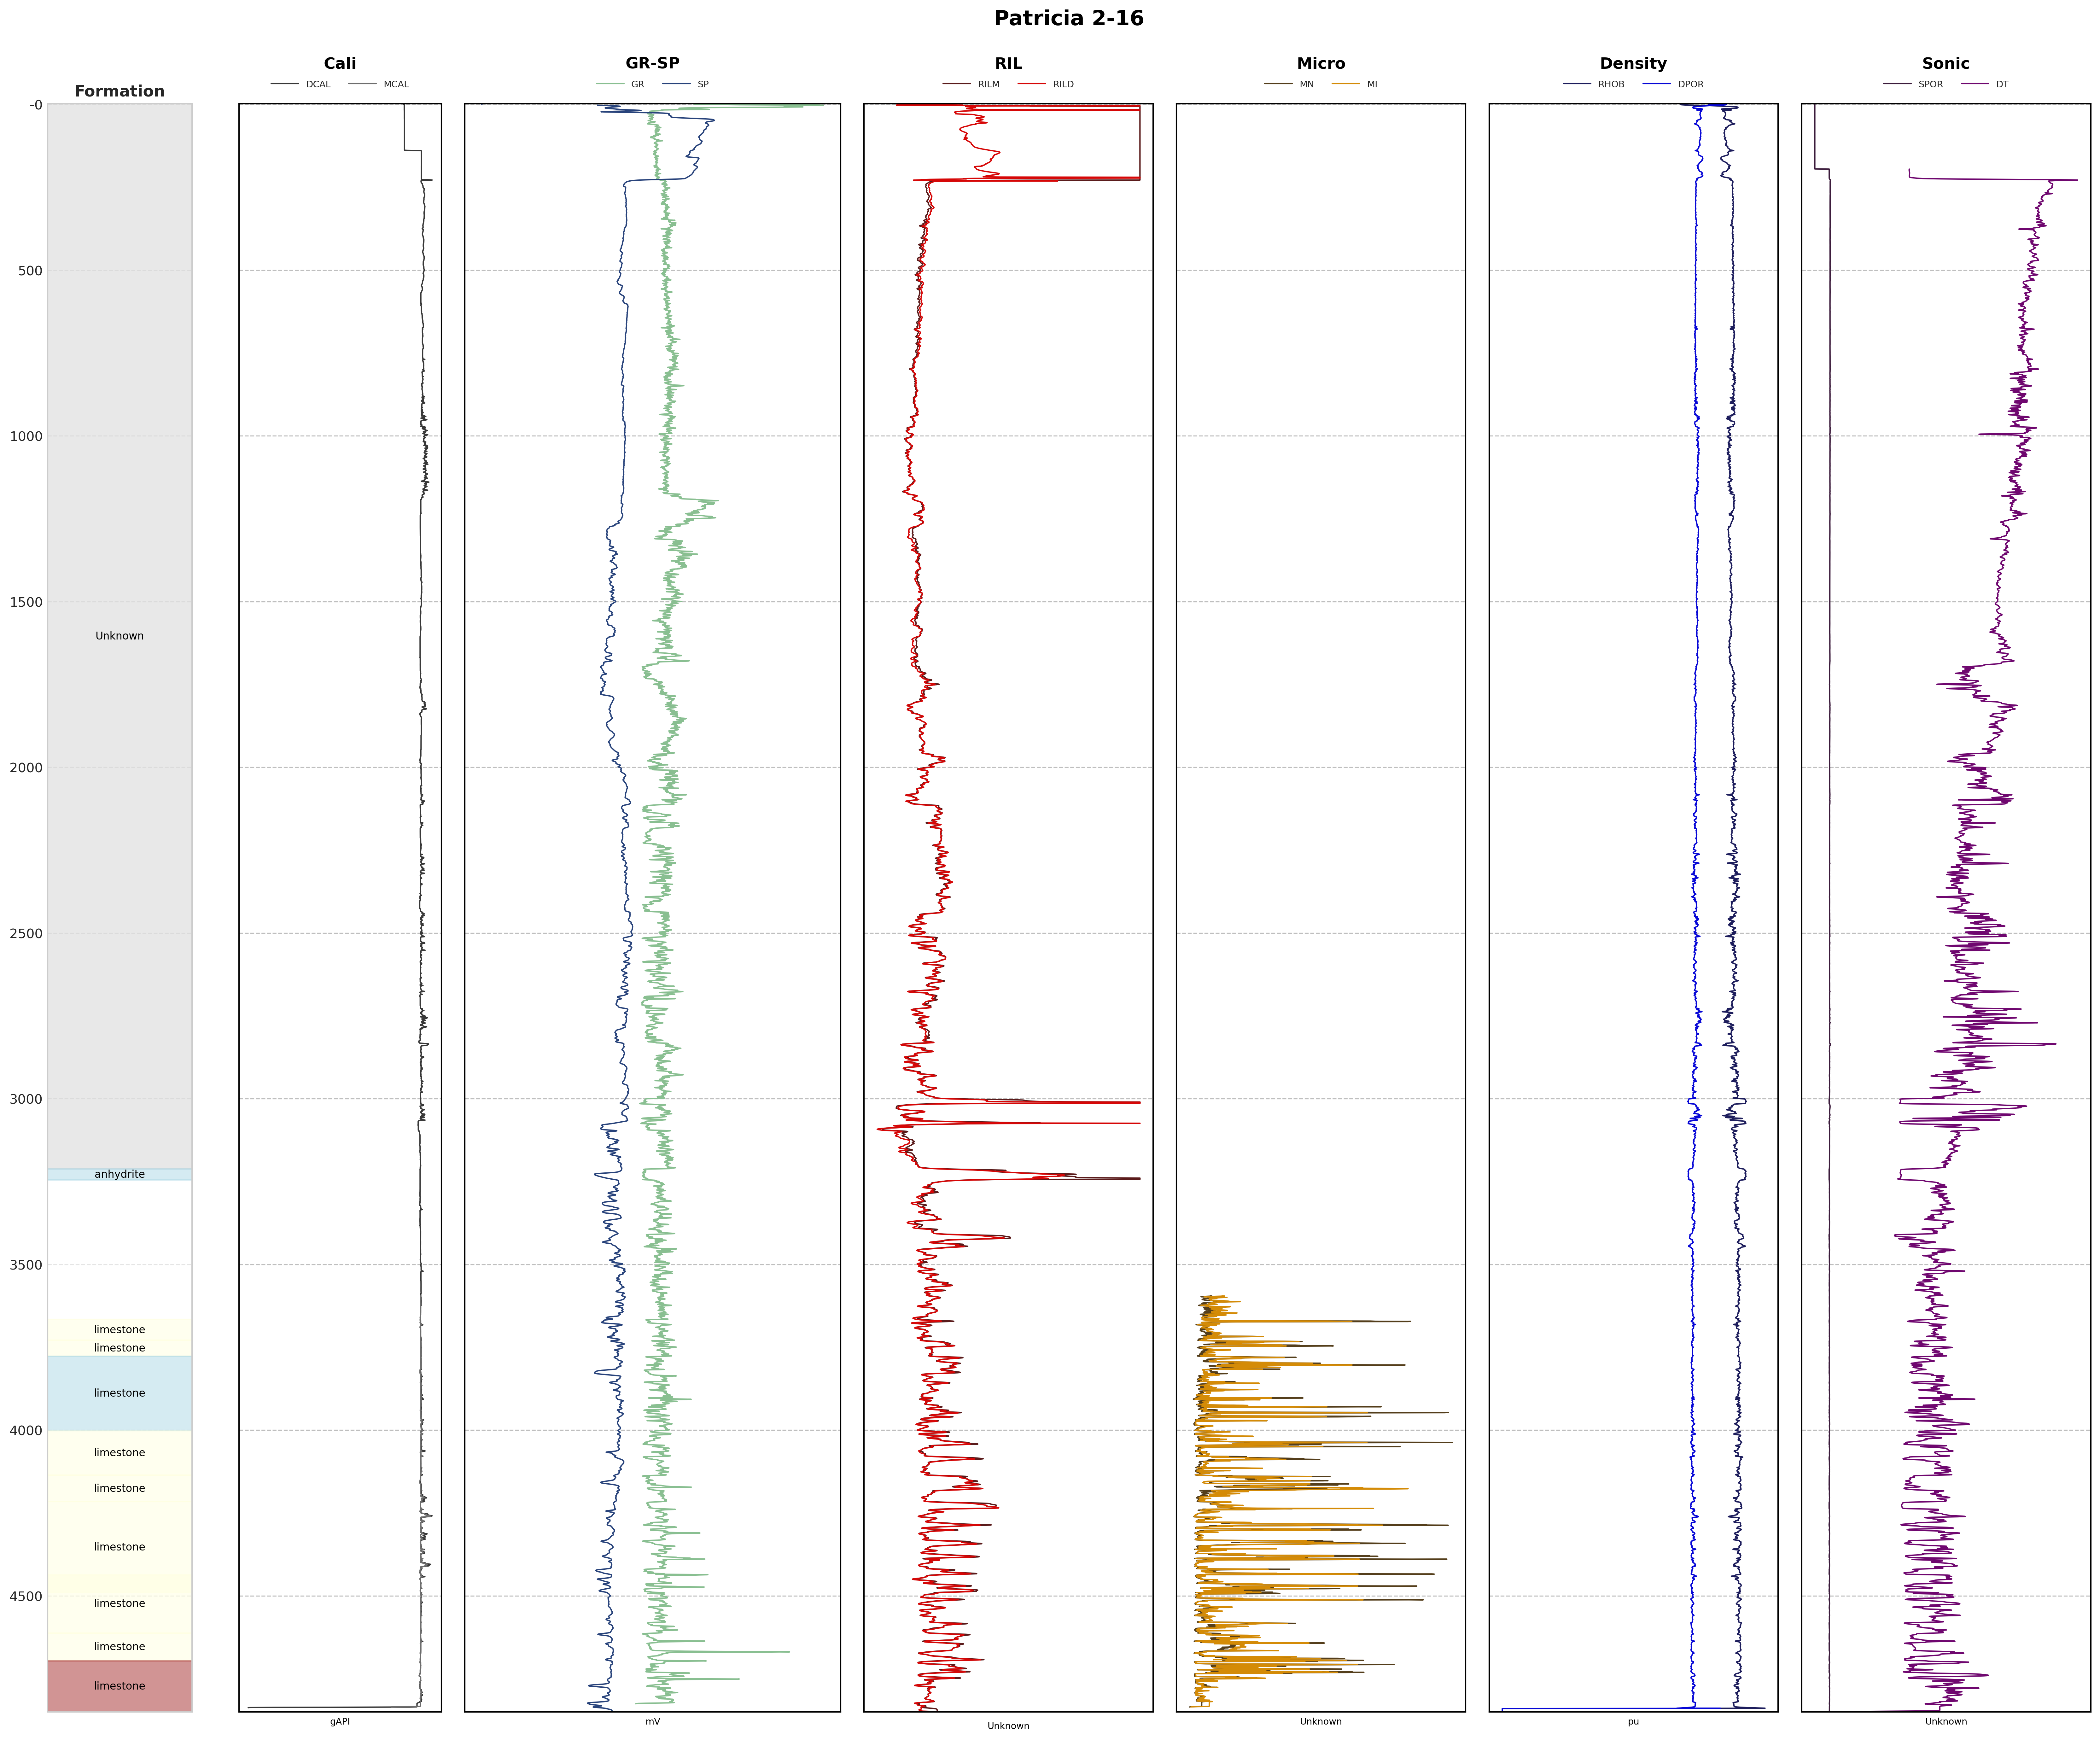 Patricia 2-16
Formation
Cali
GR-SP
RIL
Micro
Density
Sonic
DCAL MCAL
GR SP
RILM RILD
MN MI
RHOB DPOR
SPOR DT
-0
500
1000
1500
2000
2500
3000
3500
4000
4500
Unknown
anhydrite
limestone
limestone
limestone
limestone
limestone
limestone
limestone
limestone
limestone
gAPI
mV
Unknown
Unknown
pu
Unknown